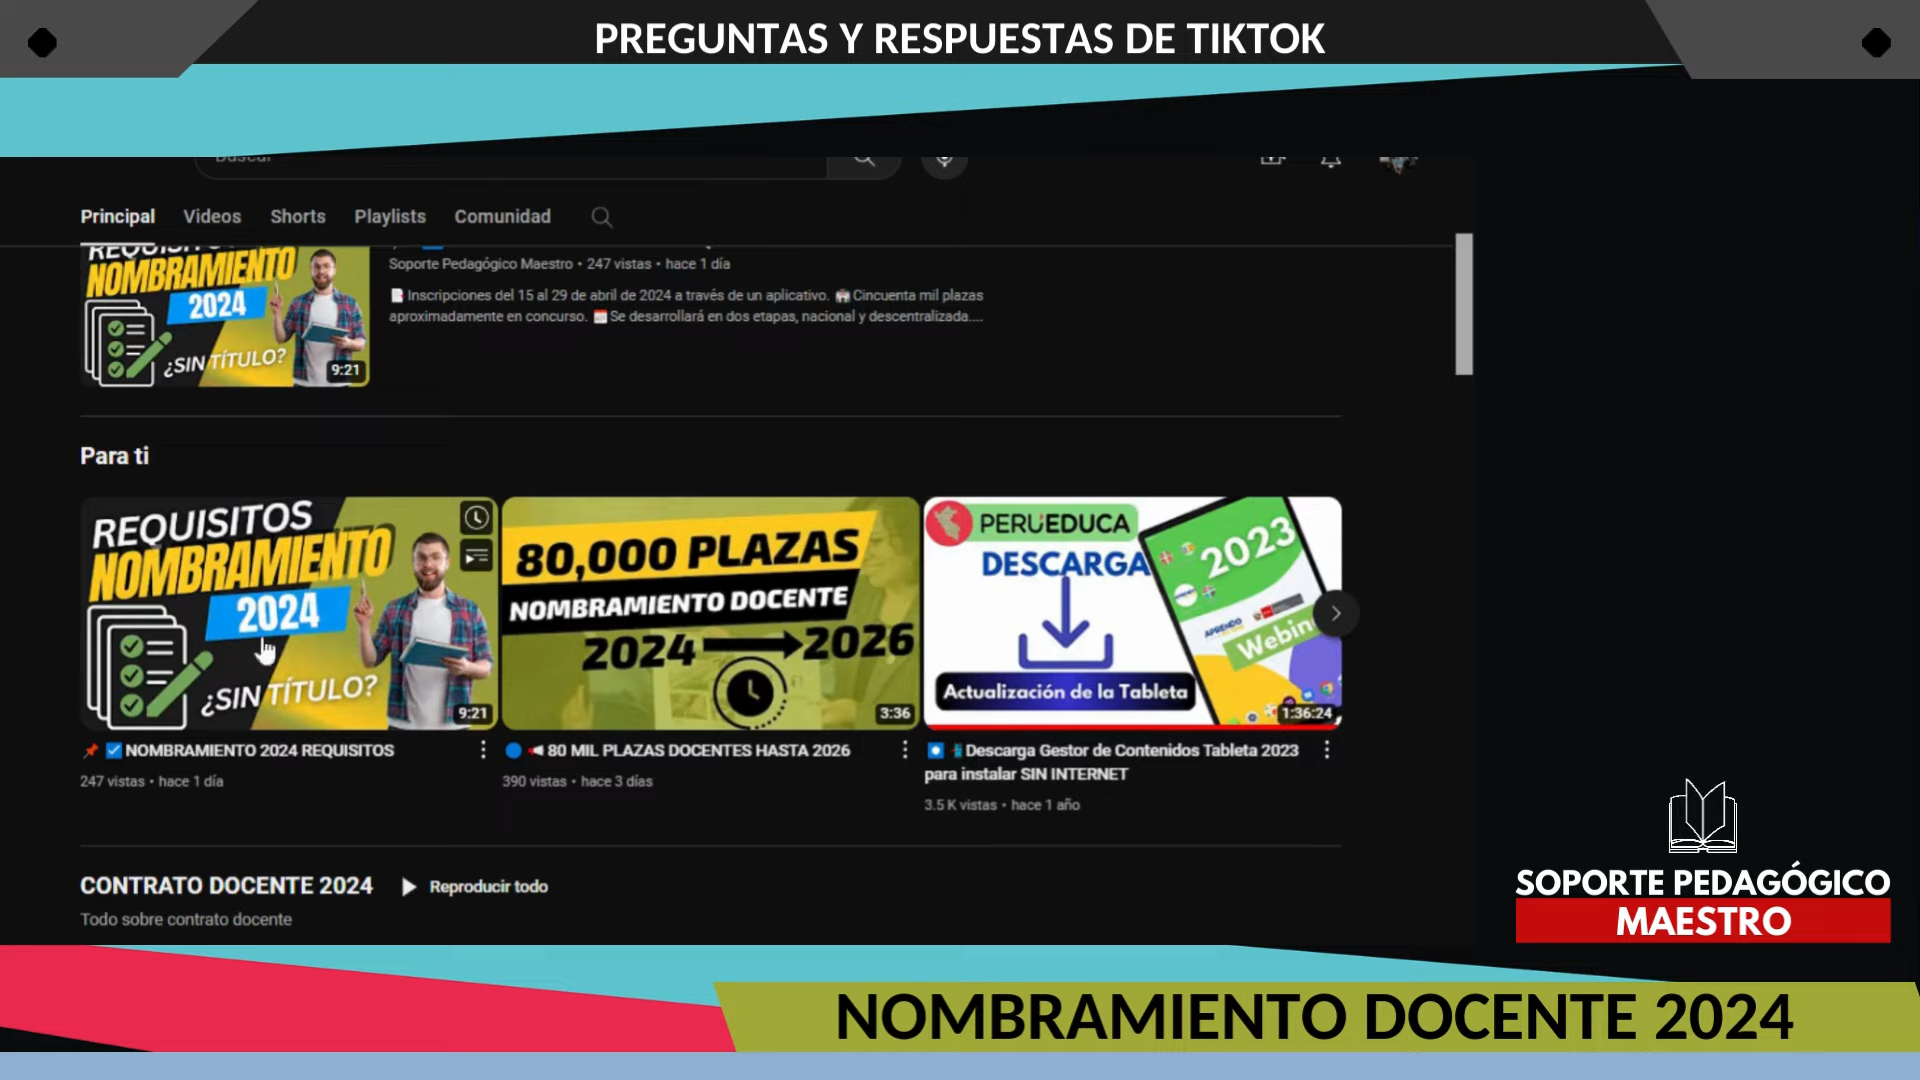 PREGUNTAS Y RESPUESTAS DE TIKTOK
Buscar
Principal Videos Shorts Playlists Comunidad
REQUISITOS
NOMBRAMIENTO
2024
¿SIN TÍTULO?
9:21
Soporte Pedagógico Maestro • 247 vistas • hace 1 día
Inscripciones del 15 al 29 de abril de 2024 a través de un aplicativo. Cincuenta mil plazas
aproximadamente en concurso. Se desarrollará en dos etapas, nacional y descentralizada....
Para ti
REQUISITOS
NOMBRAMIENTO
2024
¿SIN TÍTULO?
9:21
80,000 PLAZAS
NOMBRAMIENTO DOCENTE
2024 2026
3:36
PERUEDUCA
DESCARGA
2023
Webin
Actualización de la Tableta
1:36:24
NOMBRAMIENTO 2024 REQUISITOS
247 vistas • hace 1 día
80 MIL PLAZAS DOCENTES HASTA 2026
390 vistas • hace 3 días
Descarga Gestor de Contenidos Tableta 2023
para instalar SIN INTERNET
3.5 K vistas • hace 1 año
CONTRATO DOCENTE 2024 Reproducir todo
Todo sobre contrato docente
SOPORTE PEDAGÓGICO
MAESTRO
NOMBRAMIENTO DOCENTE 2024